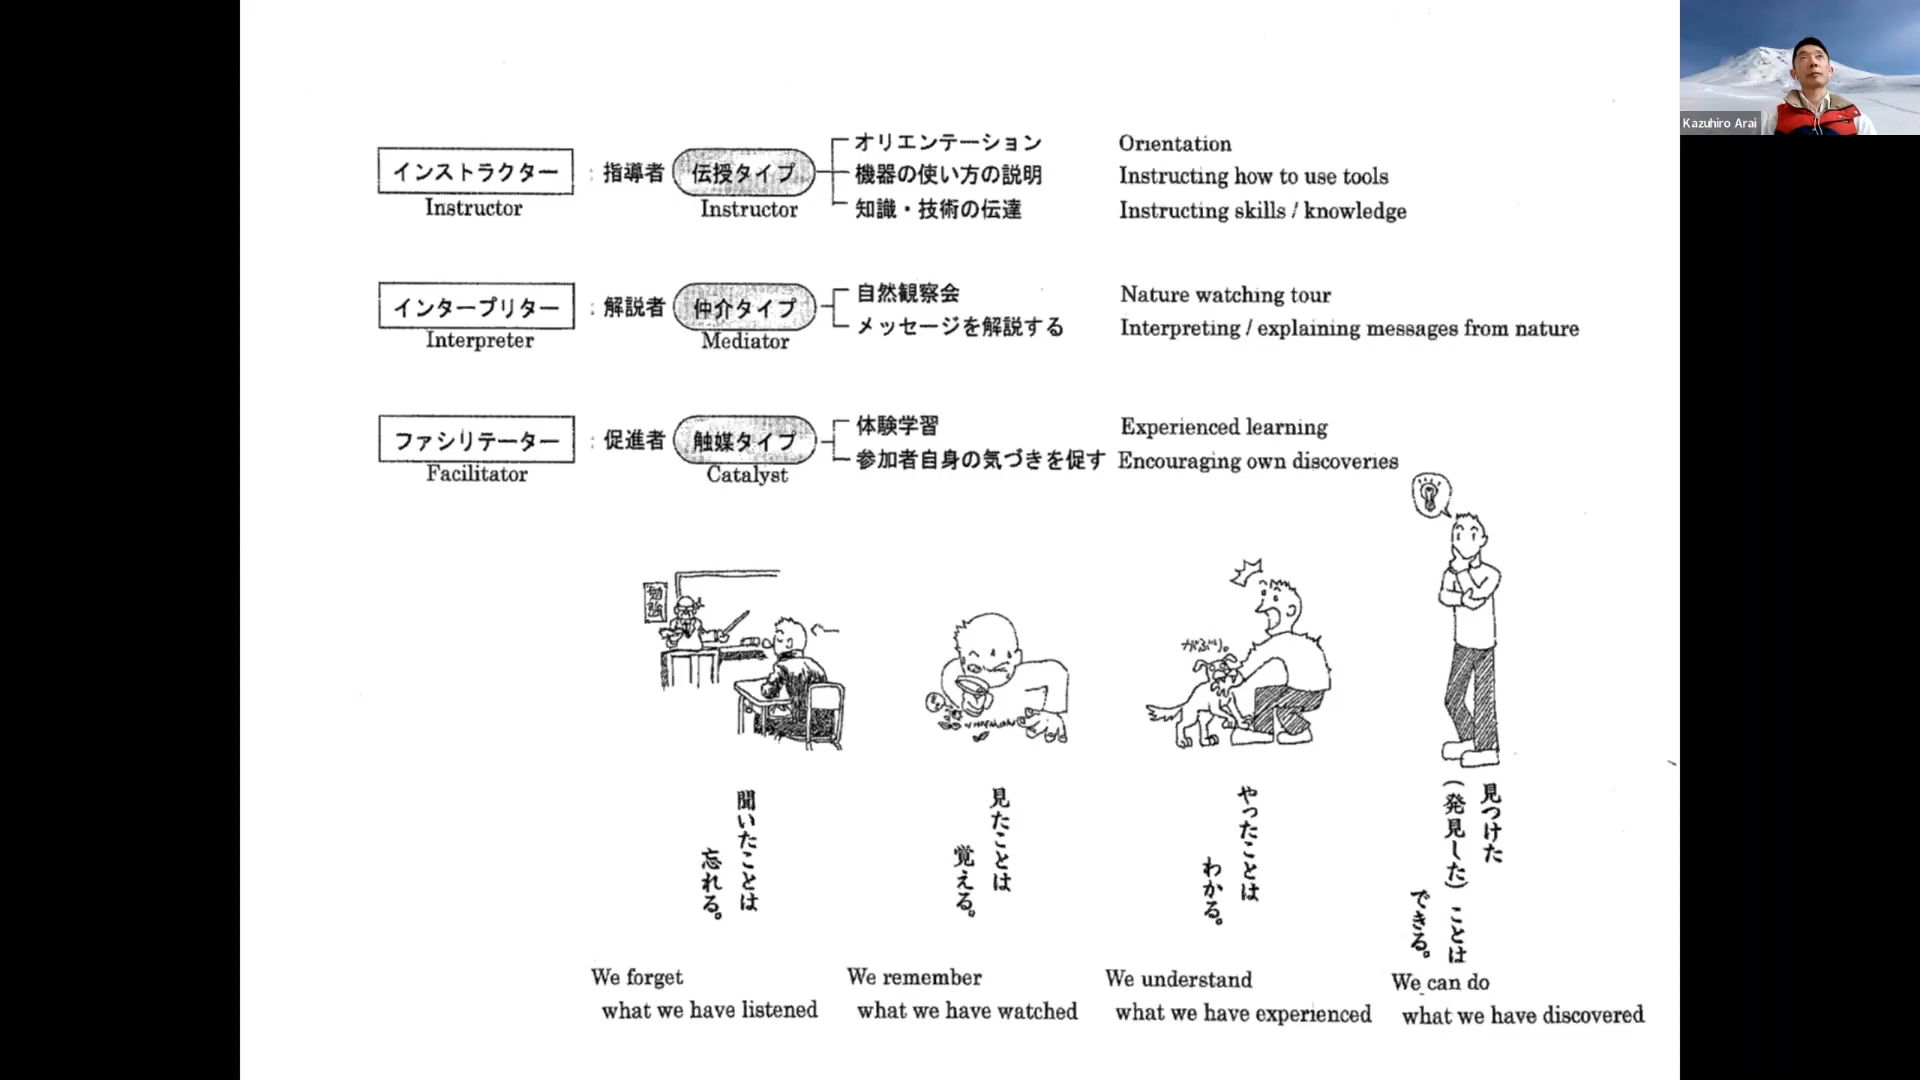 Kazuhiro Arai
インストラクター
Instructor
: 指導者
伝授タイプ
Instructor
オリエンテーション
機器の使い方の説明
知識・技術の伝達
Orientation
Instructing how to use tools
Instructing skills / knowledge
インタープリター
Interpreter
: 解説者
仲介タイプ
Mediator
自然観察会
メッセージを解説する
Nature watching tour
Interpreting / explaining messages from nature
ファシリテーター
Facilitator
: 促進者
触媒タイプ
Catalyst
体験学習
参加者自身の気づきを促す
Experienced learning
Encouraging own discoveries
がぶり。
聞いたことは
忘れる。
見たことは
覚える。
やったことは
わかる。
見つけた
(発見した) ことは
できる。
We forget
what we have listened
We remember
what we have watched
We understand
what we have experienced
We can do
what we have discovered